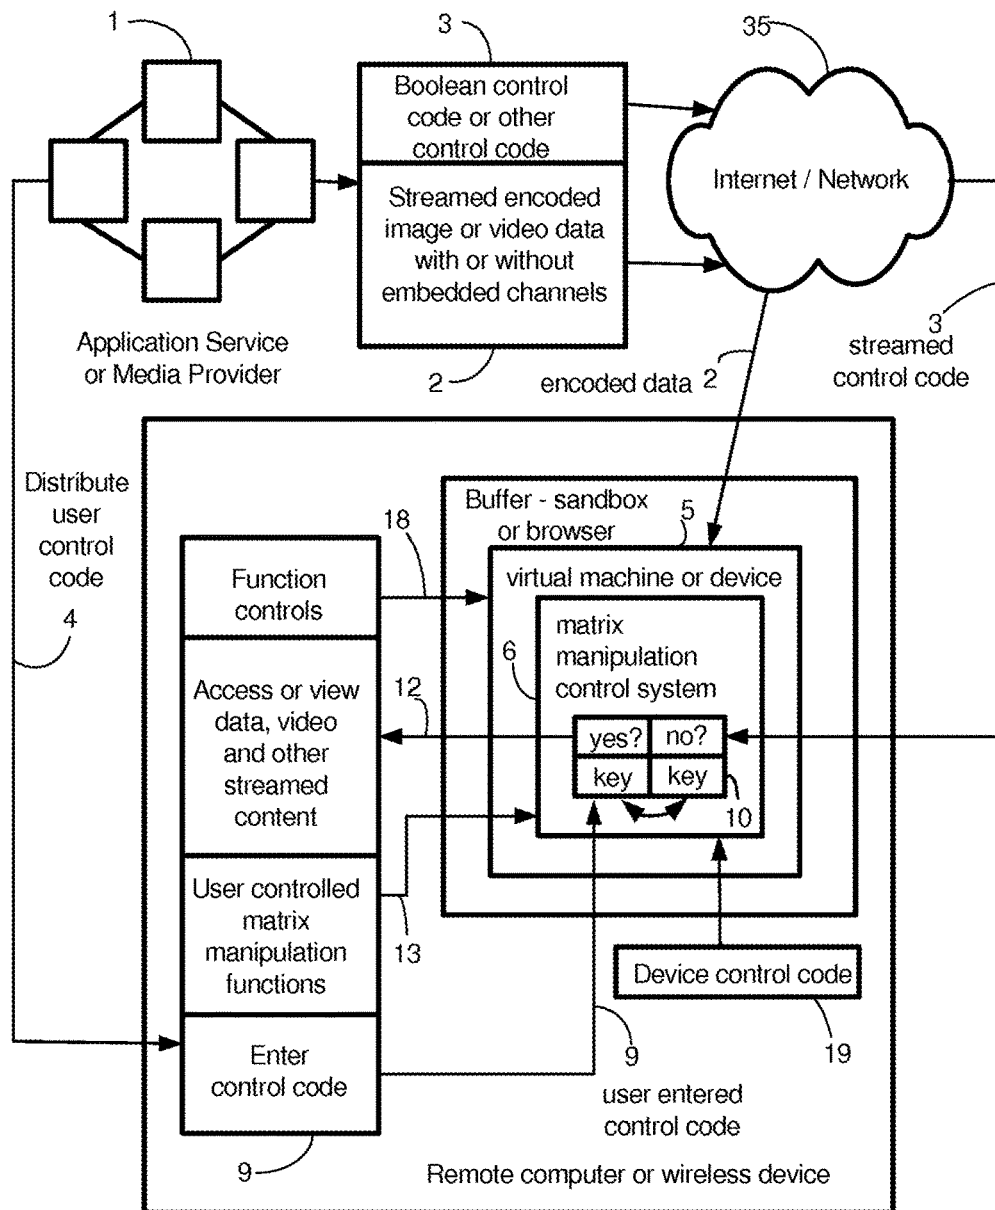 1
3
35
Boolean control
code or other
control code
Internet / Network
Streamed encoded
image or video data
with or without
embedded channels
Application Service
or Media Provider
2
encoded data
2
3
streamed
control code
Distribute
user
control
code
4
Buffer - sandbox
or browser
5
18
Function
controls
virtual machine or device
matrix
manipulation
control system
6
12
Access or view
data, video
and other
streamed
content
yes?
no?
key
key
10
User controlled
matrix
manipulation
functions
13
Device control code
19
Enter
control code
9
user entered
control code
9
Remote computer or wireless device